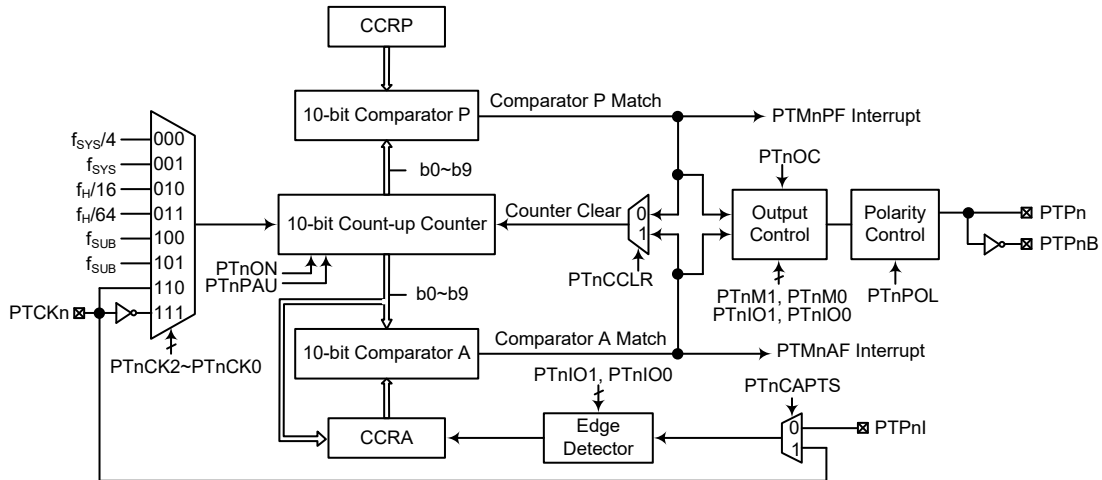 CCRP
10-bit Comparator P
Comparator P Match
PTMnPF Interrupt
b0~b9
fSYS/4
fSYS
fH/16
fH/64
fSUB
fSUB
000
001
010
011
100
101
110
111
PTCKn
PTnCK2~PTnCK0
10-bit Count-up Counter
PTnON
PTnPAU
Counter Clear
0
1
PTnCCLR
PTnOC
Output
Control
PTnM1, PTnM0
PTnIO1, PTnIO0
Polarity
Control
PTnPOL
PTPn
PTPnB
b0~b9
10-bit Comparator A
Comparator A Match
PTMnAF Interrupt
CCRA
PTnIO1, PTnIO0
Edge
Detector
PTnCAPTS
0
1
PTPnI